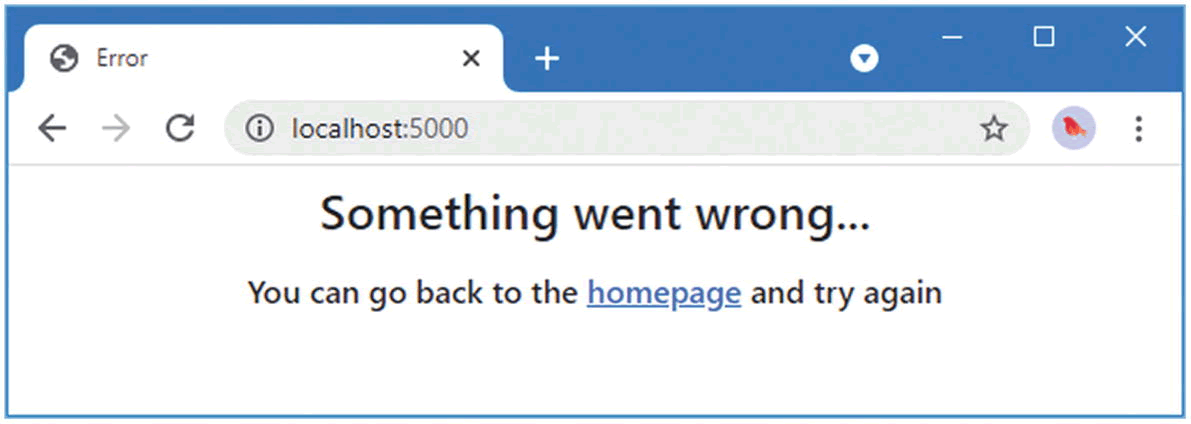 Error
localhost:5000
Something went wrong...
You can go back to the homepage and try again